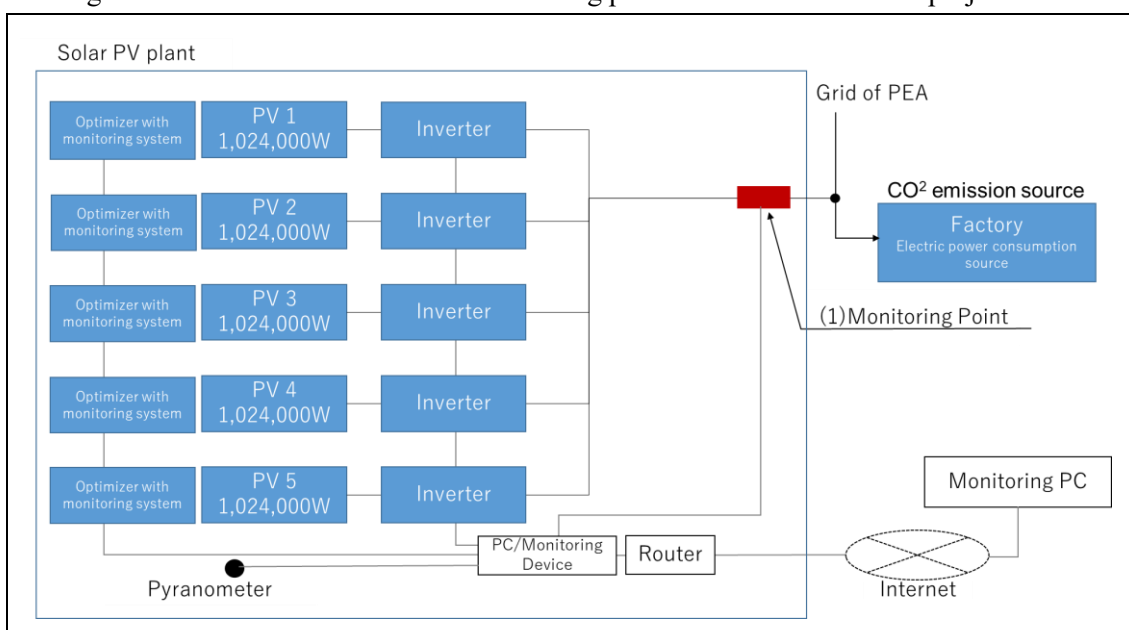 Solar PV plant
Grid of PEA
Optimizer with
monitoring system
PV 1
1,024,000W
Inverter
CO² emission source
Factory
Electric power consumption
source
Optimizer with
monitoring system
PV 2
1,024,000W
Inverter
Optimizer with
monitoring system
PV 3
1,024,000W
Inverter
(1)Monitoring Point
Optimizer with
monitoring system
PV 4
1,024,000W
Inverter
Optimizer with
monitoring system
PV 5
1,024,000W
Inverter
Monitoring PC
PC/Monitoring
Device
Router
Pyranometer
Internet